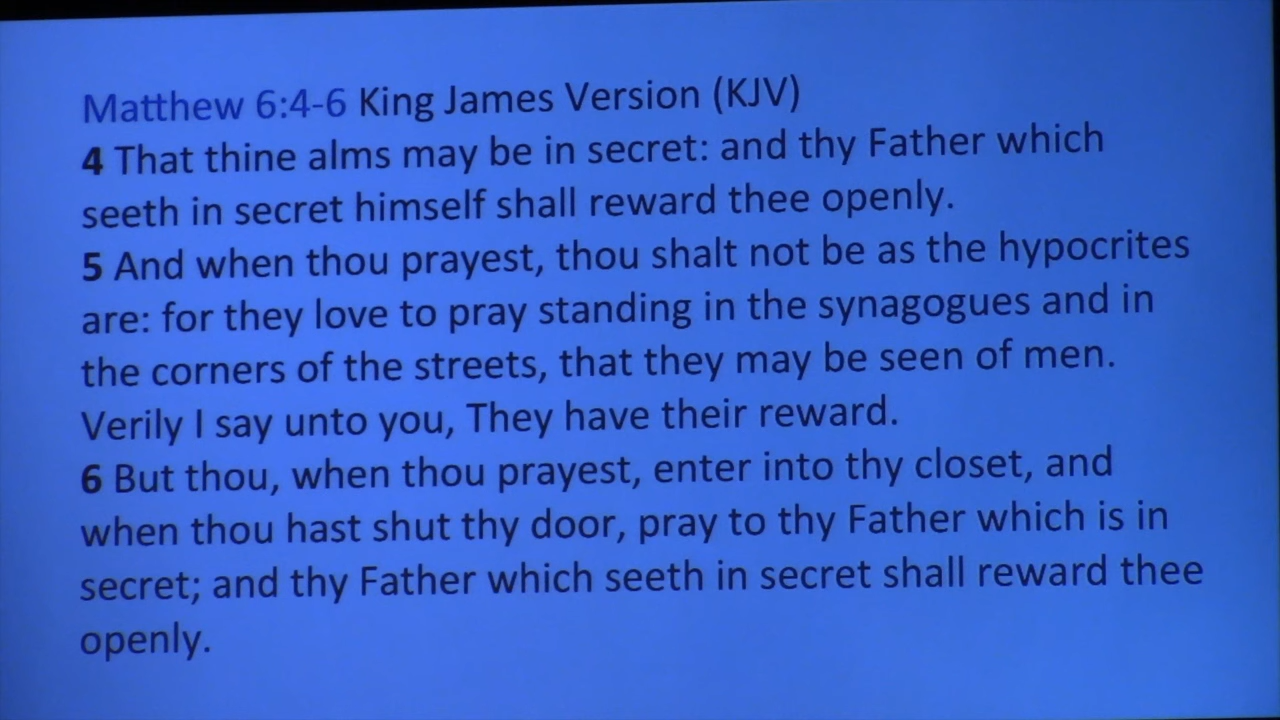 Matthew 6:4-6 King James Version (KJV)
4 That thine alms may be in secret: and thy Father which
seeth in secret himself shall reward thee openly.
5 And when thou prayest, thou shalt not be as the hypocrites
are: for they love to pray standing in the synagogues and in
the corners of the streets, that they may be seen of men.
Verily I say unto you, They have their reward.
6 But thou, when thou prayest, enter into thy closet, and
when thou hast shut thy door, pray to thy Father which is in
secret; and thy Father which seeth in secret shall reward thee
openly.